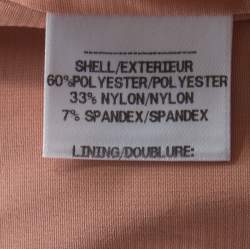 SHELL/EXTERIEUR
60%POLYESTER/POLYESTER
33% NYLON/NYLON
7% SPANDEX/SPANDEX
LINING/DOUBLURE: